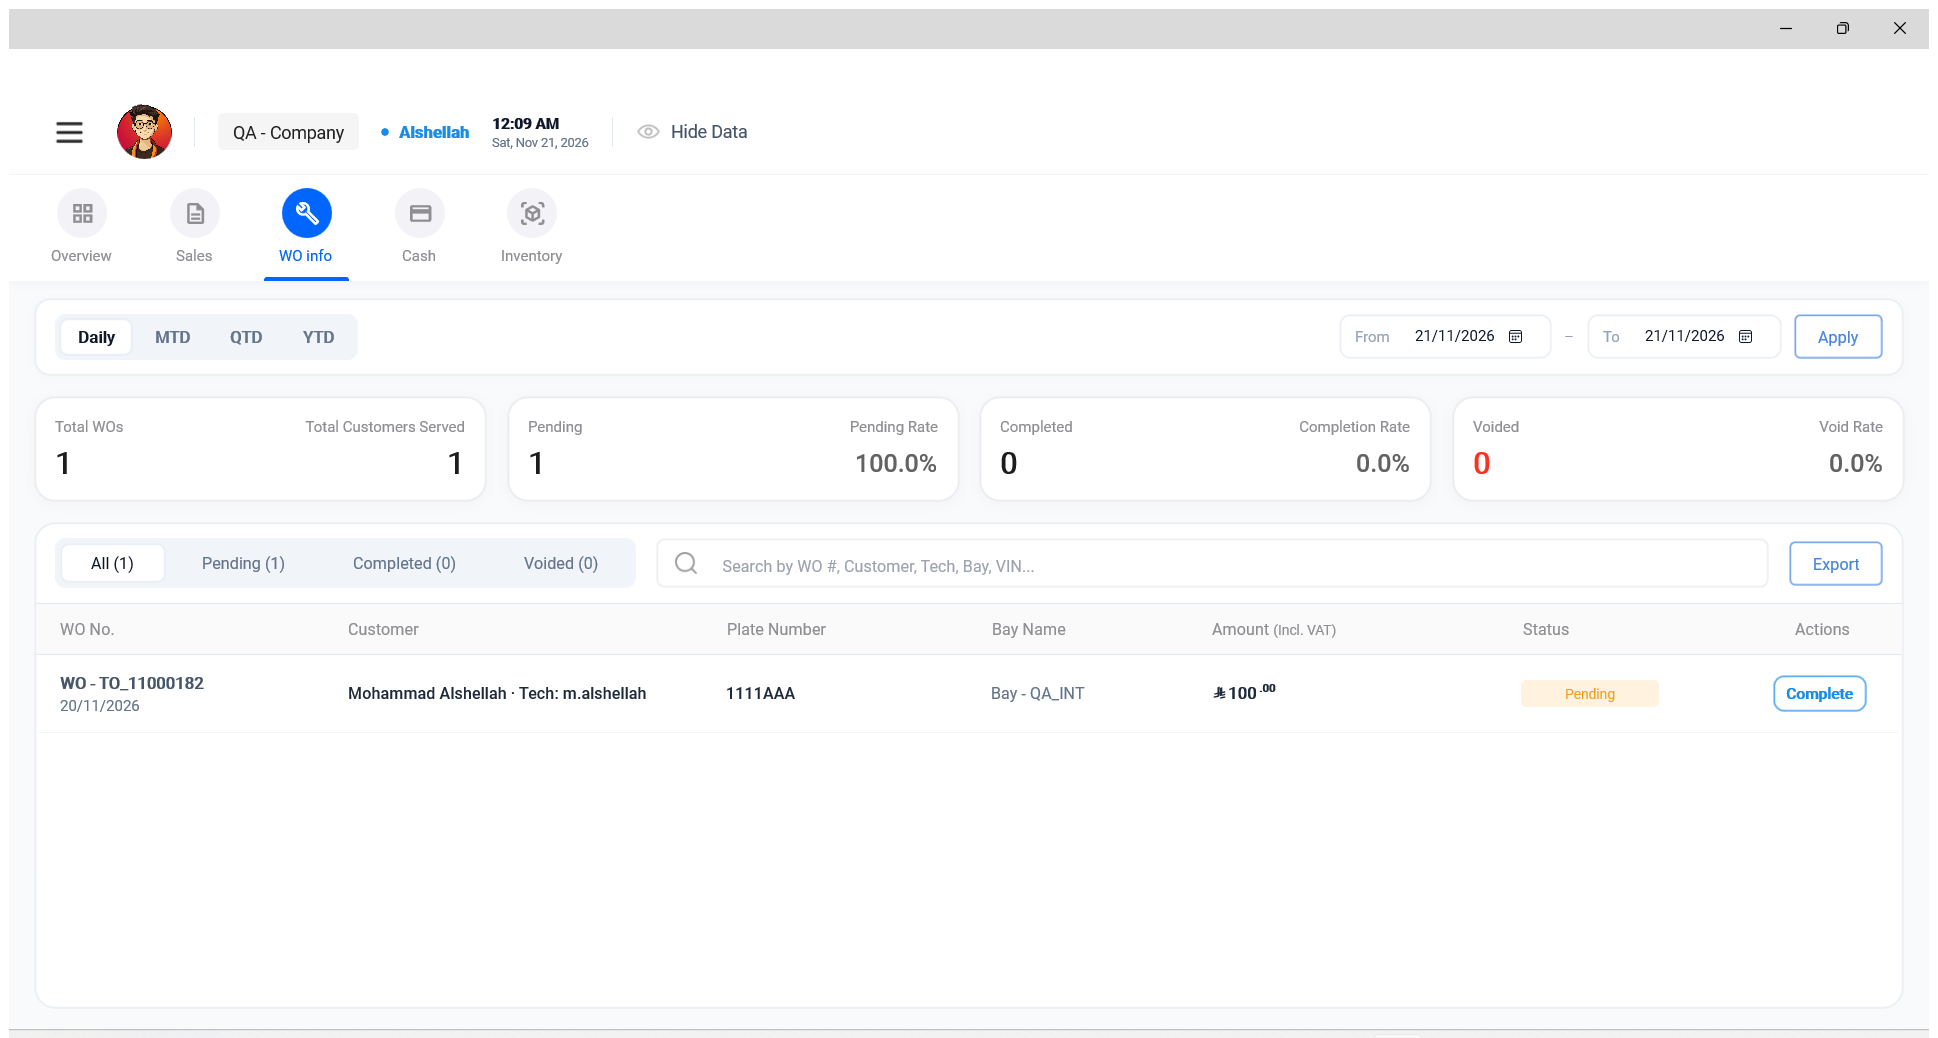 QA - Company
Alshellah
12:09 AM
Sat, Nov 21, 2026
Hide Data
Overview
Sales
WO info
Cash
Inventory
Daily
MTD
QTD
YTD
From 21/11/2026 – To 21/11/2026
Apply
Total WOs
Total Customers Served
1
1
Pending
Pending Rate
1
100.0%
Completed
Completion Rate
0
0.0%
Voided
Void Rate
0
0.0%
All (1)
Pending (1)
Completed (0)
Voided (0)
Search by WO #, Customer, Tech, Bay, VIN...
Export
WO No.
Customer
Plate Number
Bay Name
Amount (Incl. VAT)
Status
Actions
WO - TO_11000182
20/11/2026
Mohammad Alshellah · Tech: m.alshellah
1111AAA
Bay - QA_INT
⃁ 100 .00
Pending
Complete